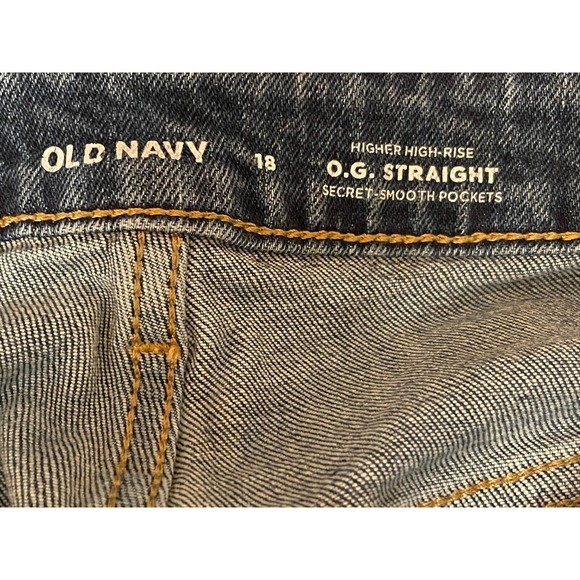 OLD NAVY
18
HIGHER HIGH-RISE
O.G. STRAIGHT
SECRET-SMOOTH POCKETS